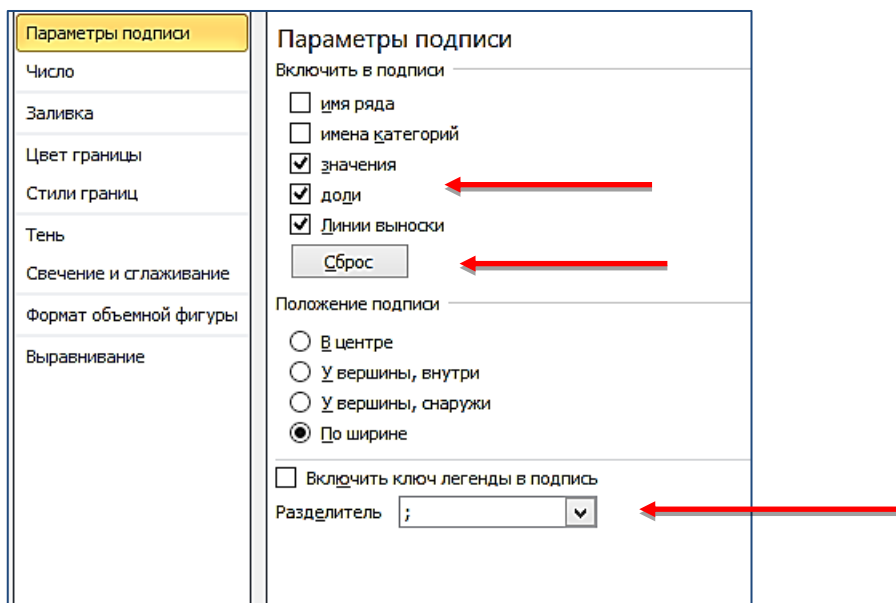 Параметры подписи
Число
Заливка
Цвет границы
Стили границ
Тень
Свечение и сглаживание
Формат объемной фигуры
Выравнивание
Параметры подписи
Включить в подписи
имя ряда
имена категорий
значения
доли
Линии выноски
Сброс
Положение подписи
В центре
У вершины, внутри
У вершины, снаружи
По ширине
Включить ключ легенды в подпись
Разделитель ;